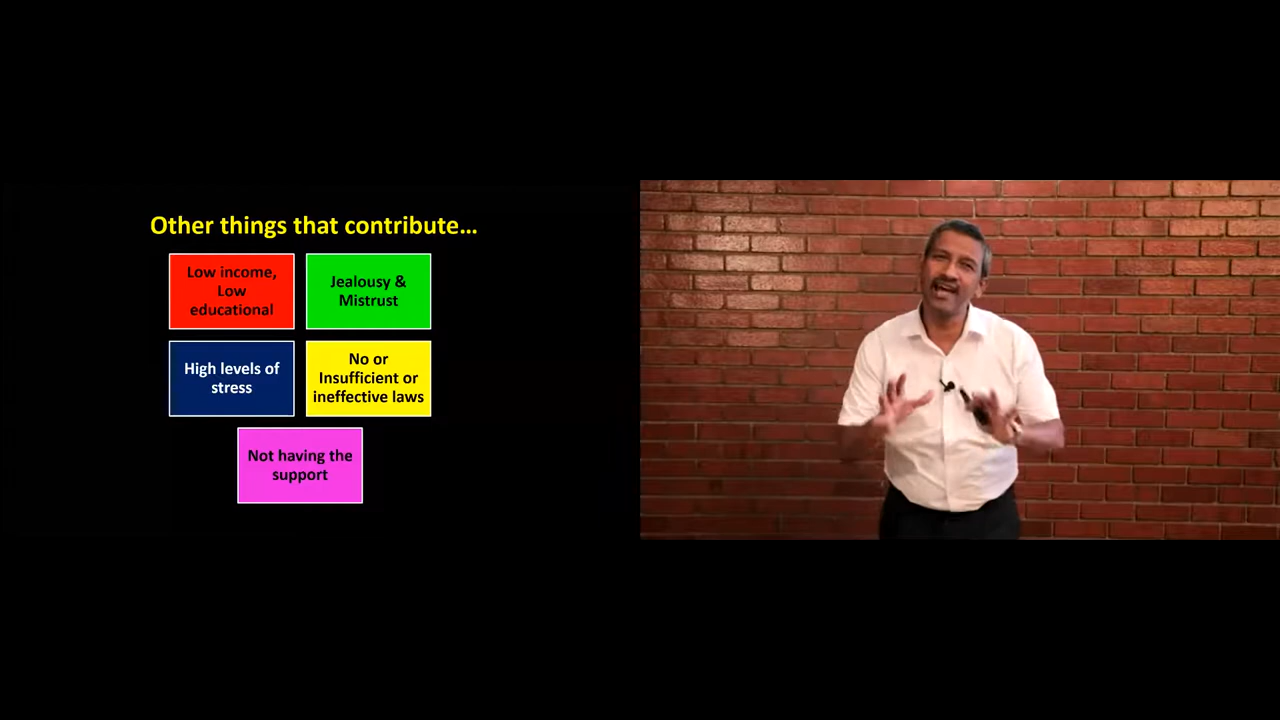 Other things that contribute...
Low income,
Low
educational
Jealousy &
Mistrust
High levels of
stress
No or
Insufficient or
ineffective laws
Not having the
support